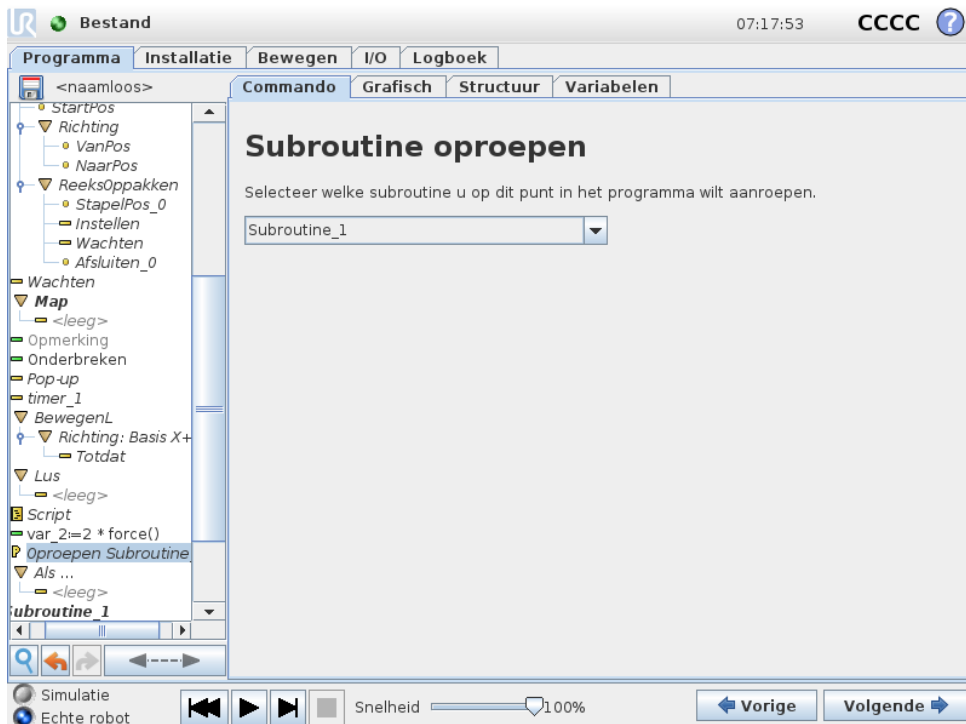 UR Bestand 07:17:53 CCCC ?
Programma Installatie Bewegen I/O Logboek
<naamloos>
Commando Grafisch Structuur Variabelen
StartPos
Richting
VanPos
NaarPos
ReeksOppakken
StapelPos_0
Instellen
Wachten
Afsluiten_0
Wachten
Map
<leeg>
Opmerking
Onderbreken
Pop-up
timer_1
BewegenL
Richting: Basis X+
Totdat
Lus
<leeg>
Script
var_2:=2 * force()
Oproepen Subroutine_
Als ...
<leeg>
Subroutine_1
Subroutine oproepen
Selecteer welke subroutine u op dit punt in het programma wilt aanroepen.
Subroutine_1
Simulatie
Echte robot
Snelheid 100%
Vorige Volgende